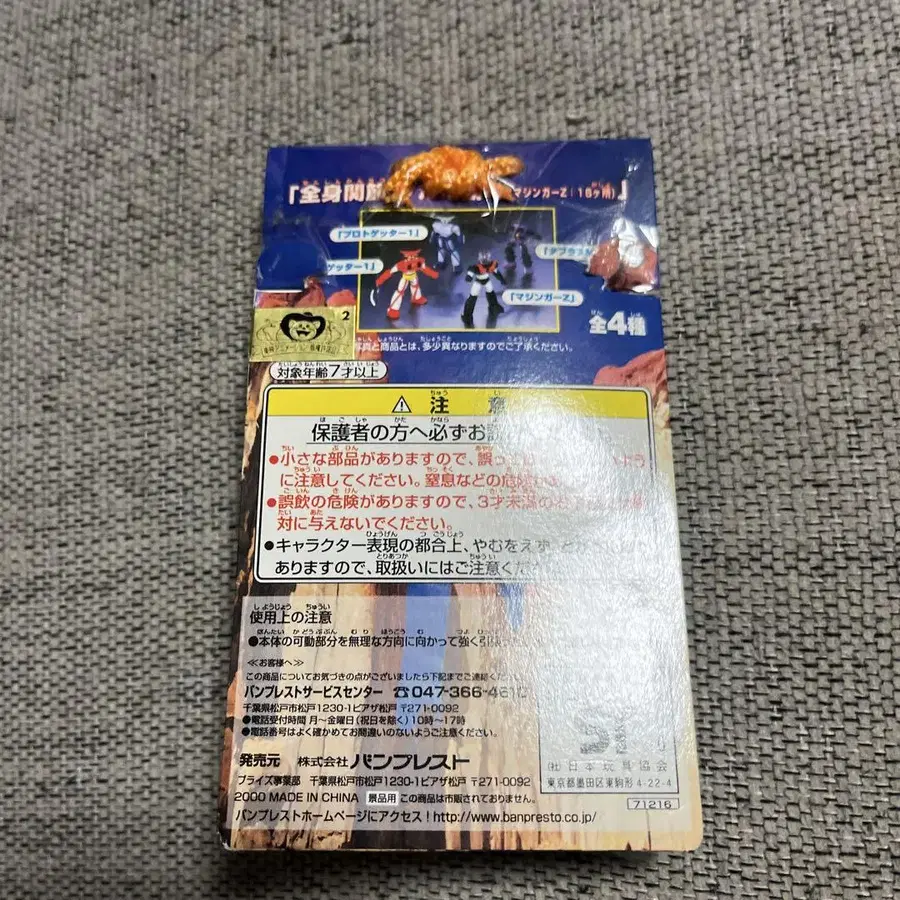 「全身関節
マジンガーZ:16ヶ所)」
「プロトゲッター1」
ゲッター1」
「マジンガーZ」
全4種
2
写真と商品とは、多少異なりますのでご了承ください。
対象年齢7才以上
⚠ 注
保護者の方へ必ずお
●小さな部品がありますので、誤っ
に注意してください。窒息などの危険が
●誤飲の危険がありますので、3才未満の
対に与えないでください。
●キャラクター表現の都合上、やむをえず
ありますので、取扱いにはご注意くだ
使用上の注意
●本体の可動部分を無理な方向に向かって強く引
≪お客様へ≫
この商品についてお気づきの点がございましたら下記までご連絡
バンプレストサービスセンター ☎047-366-46
千葉県松戸市松戸1230-1ピアザ松戸 〒271-0092
●電話受付時間 月～金曜日(祝日を除く)10時～17時
●電話番号はよく確かめてお間違いのないようご注意ください。
発売元 株式会社 バンプレスト
プライズ事業部 千葉県松戸市松戸1230-1ピアザ松戸 〒271-0092
2000 MADE IN CHINA 景品用 この商品は市販されておりません。
バンプレストホームページにアクセス!http://www.banpresto.co.jp/
(社)日本玩具協会
東京都墨田区東駒形4-22-4
71216